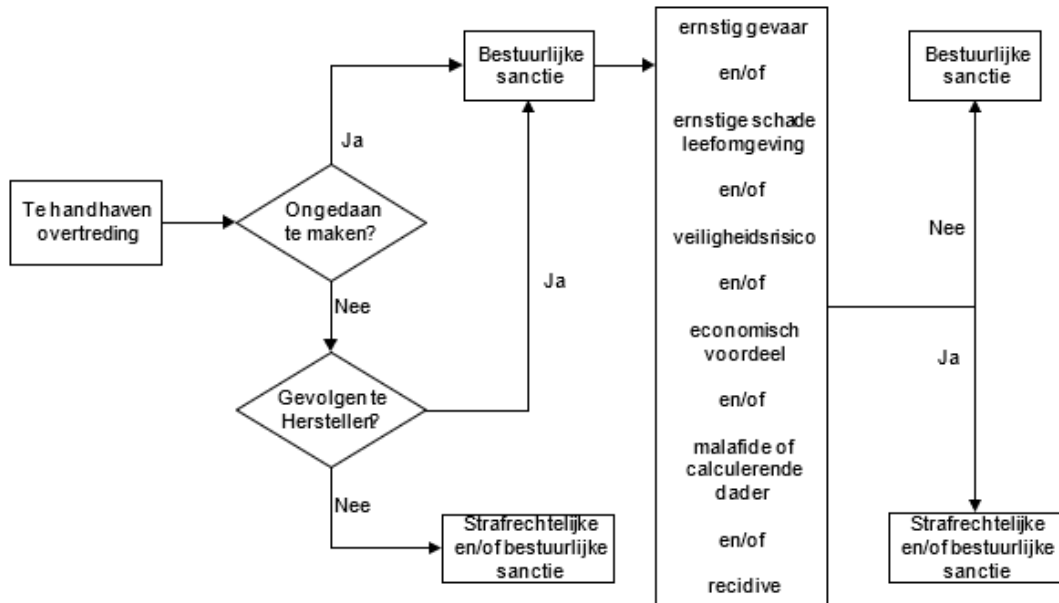 Te handhaven
overtreding
Ongedaan
te maken?
Ja
Nee
Gevolgen te
Herstellen?
Ja
Nee
Bestuurlijke
sanctie
Strafrechtelijke
en/of bestuurlijke
sanctie
ernstig gevaar
en/of
ernstige schade
leefomgeving
en/of
veiligheidsrisico
en/of
economisch
voordeel
en/of
malafide of
calculerende
dader
en/of
recidive
Nee
Ja
Bestuurlijke
sanctie
Strafrechtelijke
en/of bestuurlijke
sanctie